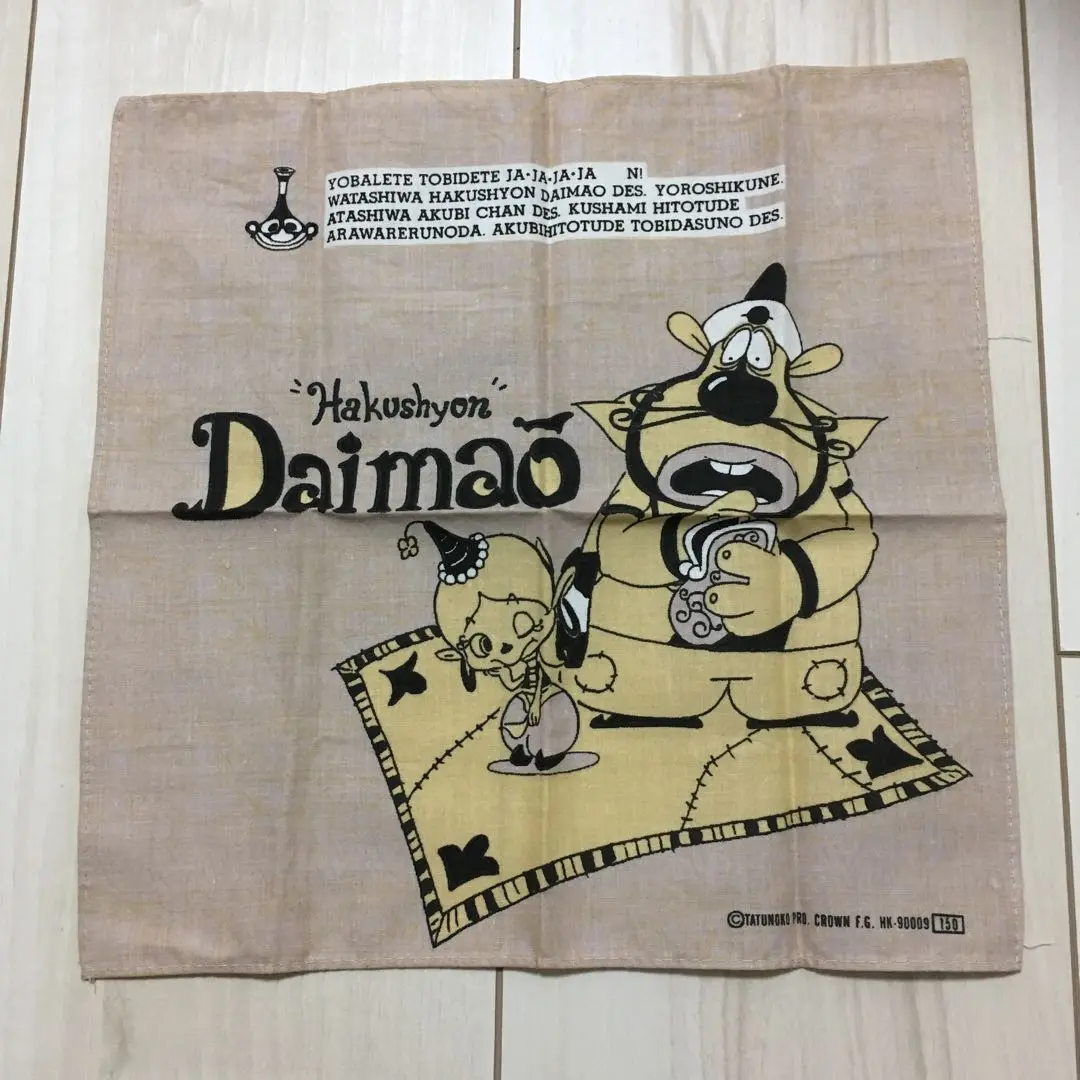 YOBALETE TOBIDETE JA·JA·JA·JA N!
WATASHIWA HAKUSHYON DAIMAO DES. YOROSHIKUNE.
ATASHIWA AKUBI CHAN DES. KUSHAMI HITOTUDE
ARAWARERUNODA. AKUBIHITOTUDE TOBIDASUNO DES.
"Hakushyon"
Daimaō
©TATUNOKO PRO. CROWN F.G. HK-90009 150